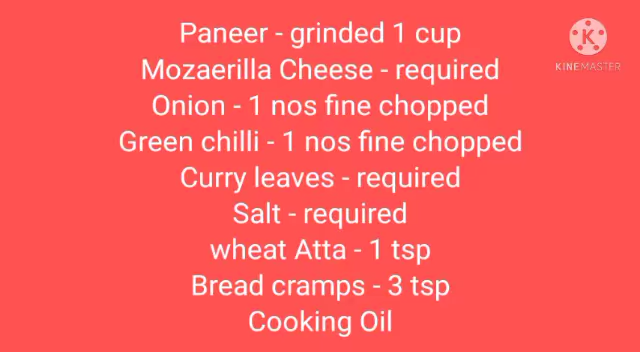 Paneer - grinded 1 cup
Mozaerilla Cheese - required
Onion - 1 nos fine chopped
Green chilli - 1 nos fine chopped
Curry leaves - required
Salt - required
wheat Atta - 1 tsp
Bread cramps - 3 tsp
Cooking Oil
K
KINEMASTER